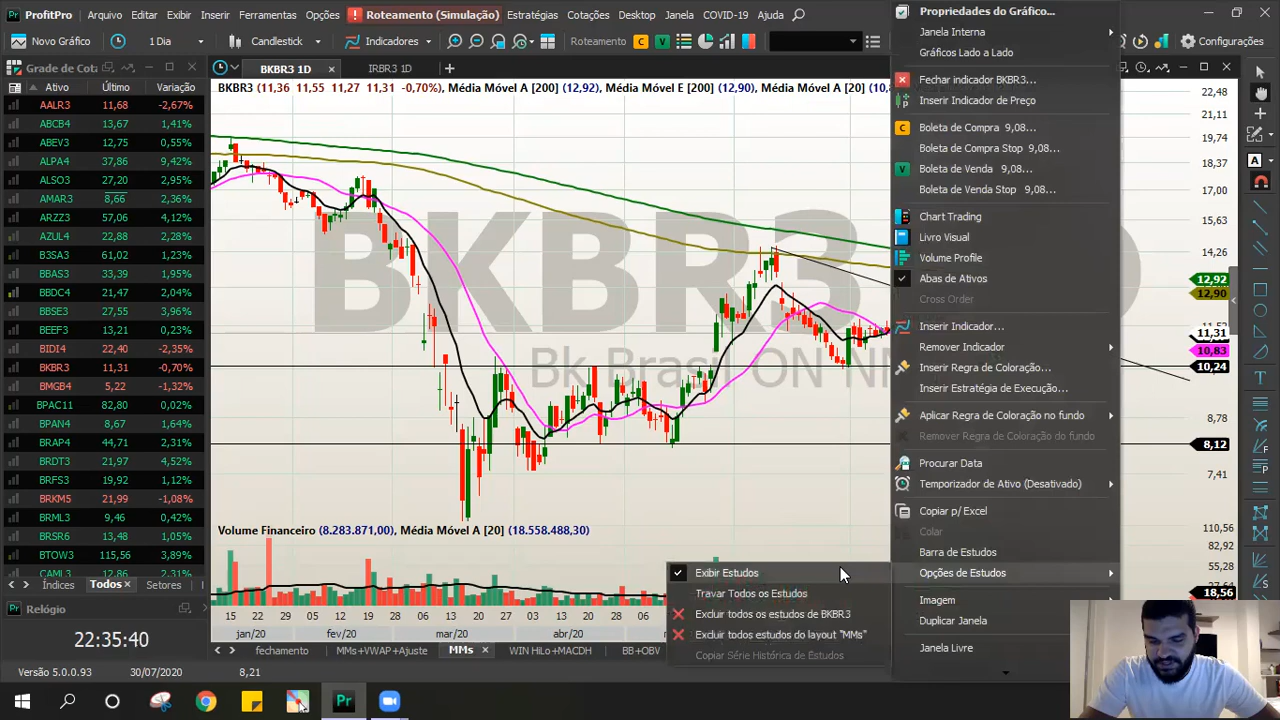 ProfitPro Arquivo Exibir Inserir Ferramentas Opções Roteamento (Simulação) Estratégias Cotações Desktop Janela COVID-19 Ajuda
Novo Gráfico 1 Dia Candlestick Indicadores Roteamento C V Configurações
Grade de Cota
BKBR3 1D IRBR3 1D
Ativo Último Variação
BKBR3 (11,36 11,55 11,27 11,31 -0,70%), Média Móvel A [200] (12,92), Média Móvel E [200] (12,90), Média Móvel A [20] (10,8
AALR3 11,68 -2,67%
ABCB4 13,67 1,41%
ABEV3 12,75 0,55%
ALPA4 37,86 9,42%
ALSO3 27,20 2,95%
AMAR3 8,66 2,36%
ARZZ3 57,06 4,12%
AZUL4 22,88 2,28%
B3SA3 61,02 1,23%
BBAS3 33,39 1,95%
BBDC4 21,47 2,04%
BBSE3 27,55 3,96%
BEEF3 13,21 0,23%
BIDI4 22,40 -2,35%
BKBR3 11,31 -0,70%
BMGB4 5,22 -1,32%
BPAC11 82,80 0,02%
BPAN4 8,67 1,64%
BRAP4 44,71 2,31%
BRDT3 21,97 4,52%
BRFS3 19,92 1,12%
BRKM5 21,99 -1,08%
BRML3 9,46 0,42%
BRSR6 13,48 1,05%
BTOW3 115,56 3,89%
CAML3 12,86 2,31%
Índices Todos Setores
Relógio
22:35:40
BKBR3
Bk Brasil ON NM
Volume Financeiro (8.283.871,00), Média Móvel A [20] (18.558.488,30)
15 22 29 05 12 19 28 04 11 18 25 01 08 16 24 30 07 14 22 28 06
jan/20 fev/20 mar/20 abr/20
fechamento MMs+VWAP+Ajuste MMs WIN HiLo+MACDH BB+OBV
Versão 5.0.0.93 30/07/2020 8,21
Propriedades do Gráfico...
Janela Interna
Gráficos Lado a Lado
Fechar indicador BKBR3...
Inserir Indicador de Preço
Boleta de Compra 9,08...
Boleta de Compra Stop 9,08...
Boleta de Venda 9,08...
Boleta de Venda Stop 9,08...
Chart Trading
Livro Visual
Volume Profile
Abas de Ativos
Cross Order
Inserir Indicador...
Remover Indicador
Inserir Regra de Coloração...
Inserir Estratégia de Execução...
Aplicar Regra de Coloração no fundo
Remover Regra de Coloração do fundo
Procurar Data
Temporizador de Ativo (Desativado)
Copiar p/ Excel
Colar
Barra de Estudos
Opções de Estudos
Imagem
Duplicar Janela
Janela Livre
Exibir Estudos
Travar Todos os Estudos
Excluir todos os estudos de BKBR3
Excluir todos estudos do layout "MMs"
Copiar Série Histórica de Estudos
22,48
21,11
19,74
18,37
17,00
15,63
14,26
12,92
12,90
11,31
10,83
10,24
8,78
8,12
7,41
110,56
82,92
18,56